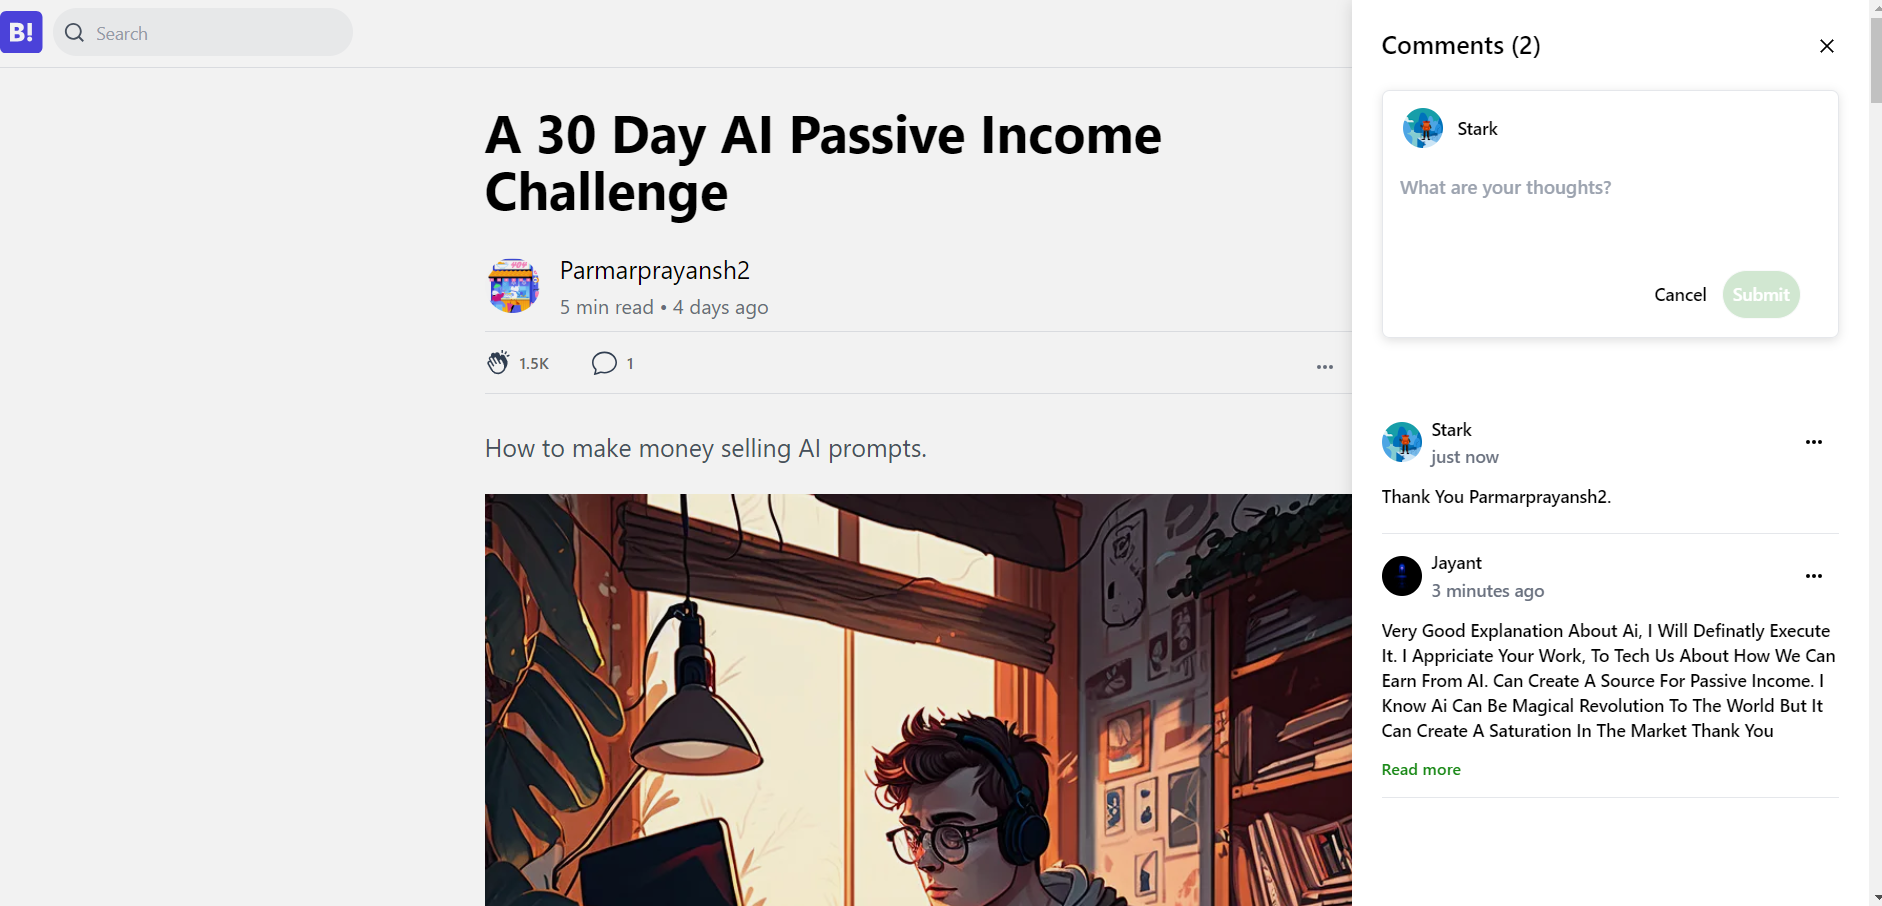 B!
Search
A 30 Day AI Passive Income
Challenge
Parmarprayansh2
5 min read • 4 days ago
1.5K
1
How to make money selling AI prompts.
Comments (2)
Stark
What are your thoughts?
Cancel
Submit
Stark
just now
Thank You Parmarprayansh2.
Jayant
3 minutes ago
Very Good Explanation About Ai, I Will Definatly Execute
It. I Appriciate Your Work, To Tech Us About How We Can
Earn From AI. Can Create A Source For Passive Income. I
Know Ai Can Be Magical Revolution To The World But It
Can Create A Saturation In The Market Thank You
Read more